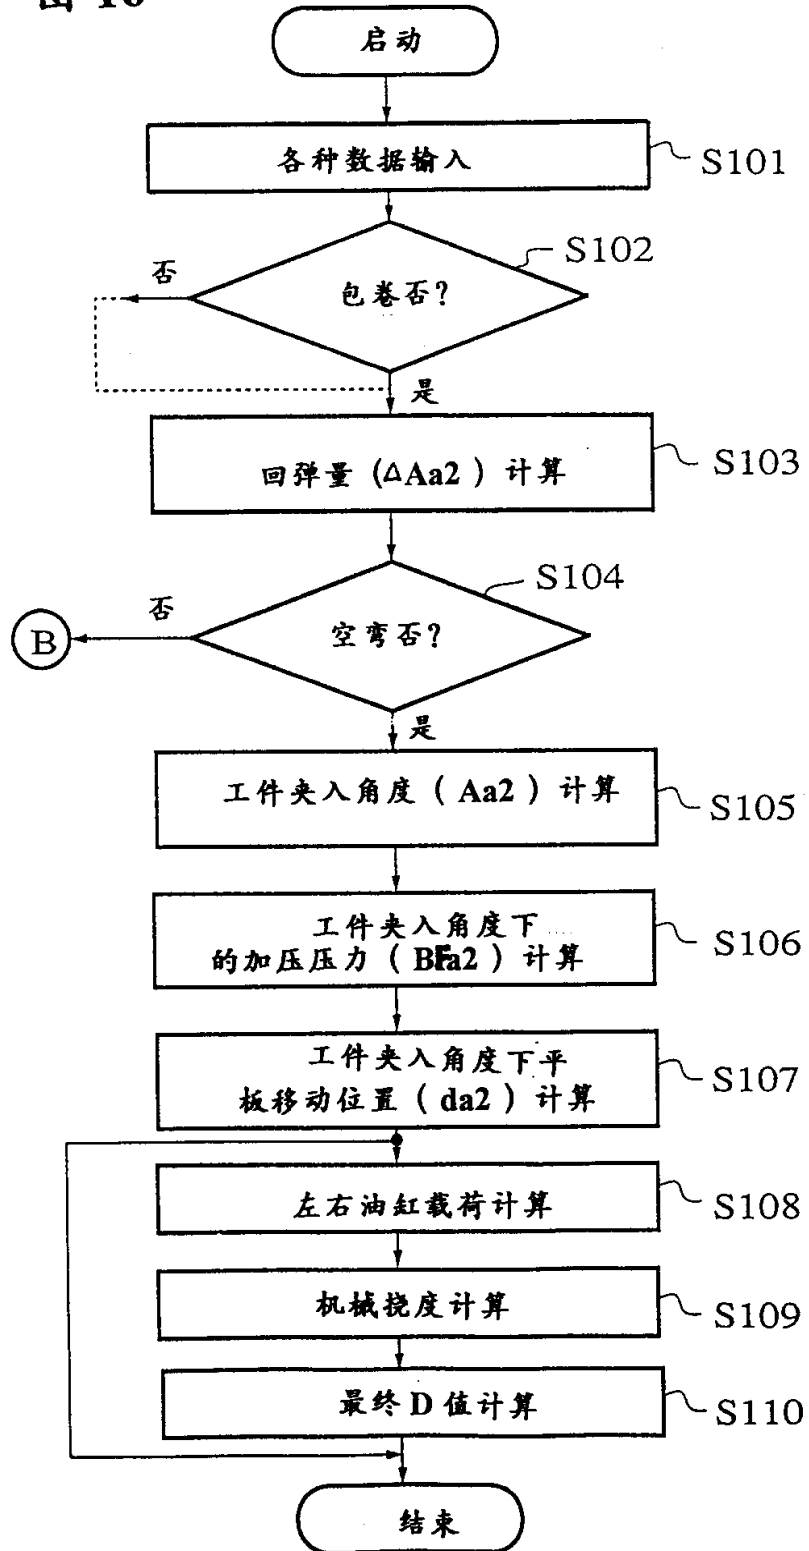 图 16
启动
各种数据输入
S101
S102
包卷否？
否
是
回弹量（ΔAa2）计算
S103
S104
空弯否？
否
B
是
工件夹入角度（Aa2）计算
S105
工件夹入角度下
的加压压力（BFa2）计算
S106
工件夹入角度下平
板移动位置（da2）计算
S107
左右油缸载荷计算
S108
机械挠度计算
S109
最终 D 值计算
S110
结束